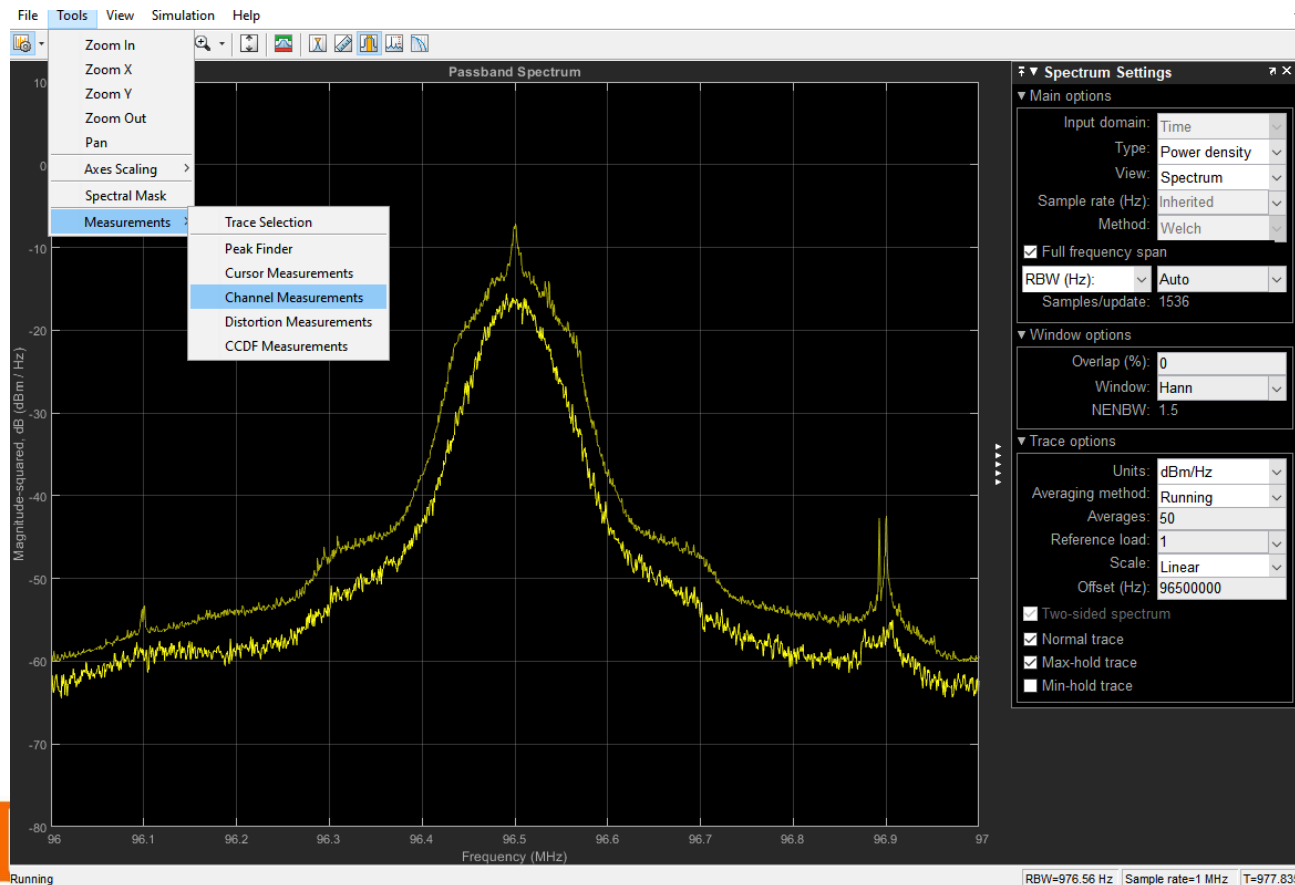 File Tools View Simulation Help
Zoom In
Zoom X
Zoom Y
Zoom Out
Pan
Axes Scaling
Spectral Mask
Measurements
Trace Selection
Peak Finder
Cursor Measurements
Channel Measurements
Distortion Measurements
CCDF Measurements
Passband Spectrum
10
0
-10
-20
-30
-40
-50
-60
-70
-80
Magnitude-squared, dB (dBm / Hz)
96 96.1 96.2 96.3 96.4 96.5 96.6 96.7 96.8 96.9 97
Frequency (MHz)
Spectrum Settings
Main options
Input domain: Time
Type: Power density
View: Spectrum
Sample rate (Hz): Inherited
Method: Welch
Full frequency span
RBW (Hz): Auto
Samples/update: 1536
Window options
Overlap (%): 0
Window: Hann
NENBW: 1.5
Trace options
Units: dBm/Hz
Averaging method: Running
Averages: 50
Reference load: 1
Scale: Linear
Offset (Hz): 96500000
Two-sided spectrum
Normal trace
Max-hold trace
Min-hold trace
Running
RBW=976.56 Hz Sample rate=1 MHz